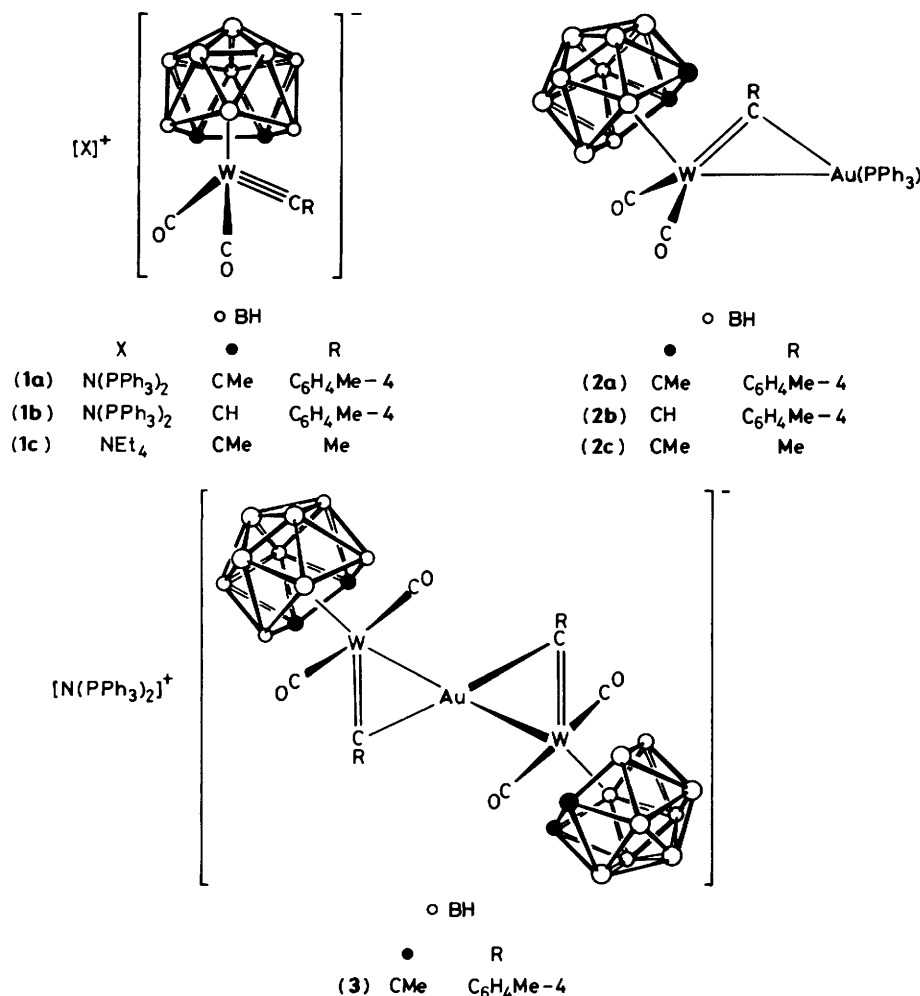 [X]⁺
−
W
C
R
OC
C
O
R
C
W
Au(PPh₃)
OC
C
O
○ BH
X ● R
(1a) N(PPh₃)₂ CMe C₆H₄Me-4
(1b) N(PPh₃)₂ CH C₆H₄Me-4
(1c) NEt₄ CMe Me
○ BH
● R
(2a) CMe C₆H₄Me-4
(2b) CH C₆H₄Me-4
(2c) CMe Me
−
[N(PPh₃)₂]⁺
CO
W
OC
C
R
Au
R
C
CO
W
OC
○ BH
● R
(3) CMe C₆H₄Me-4